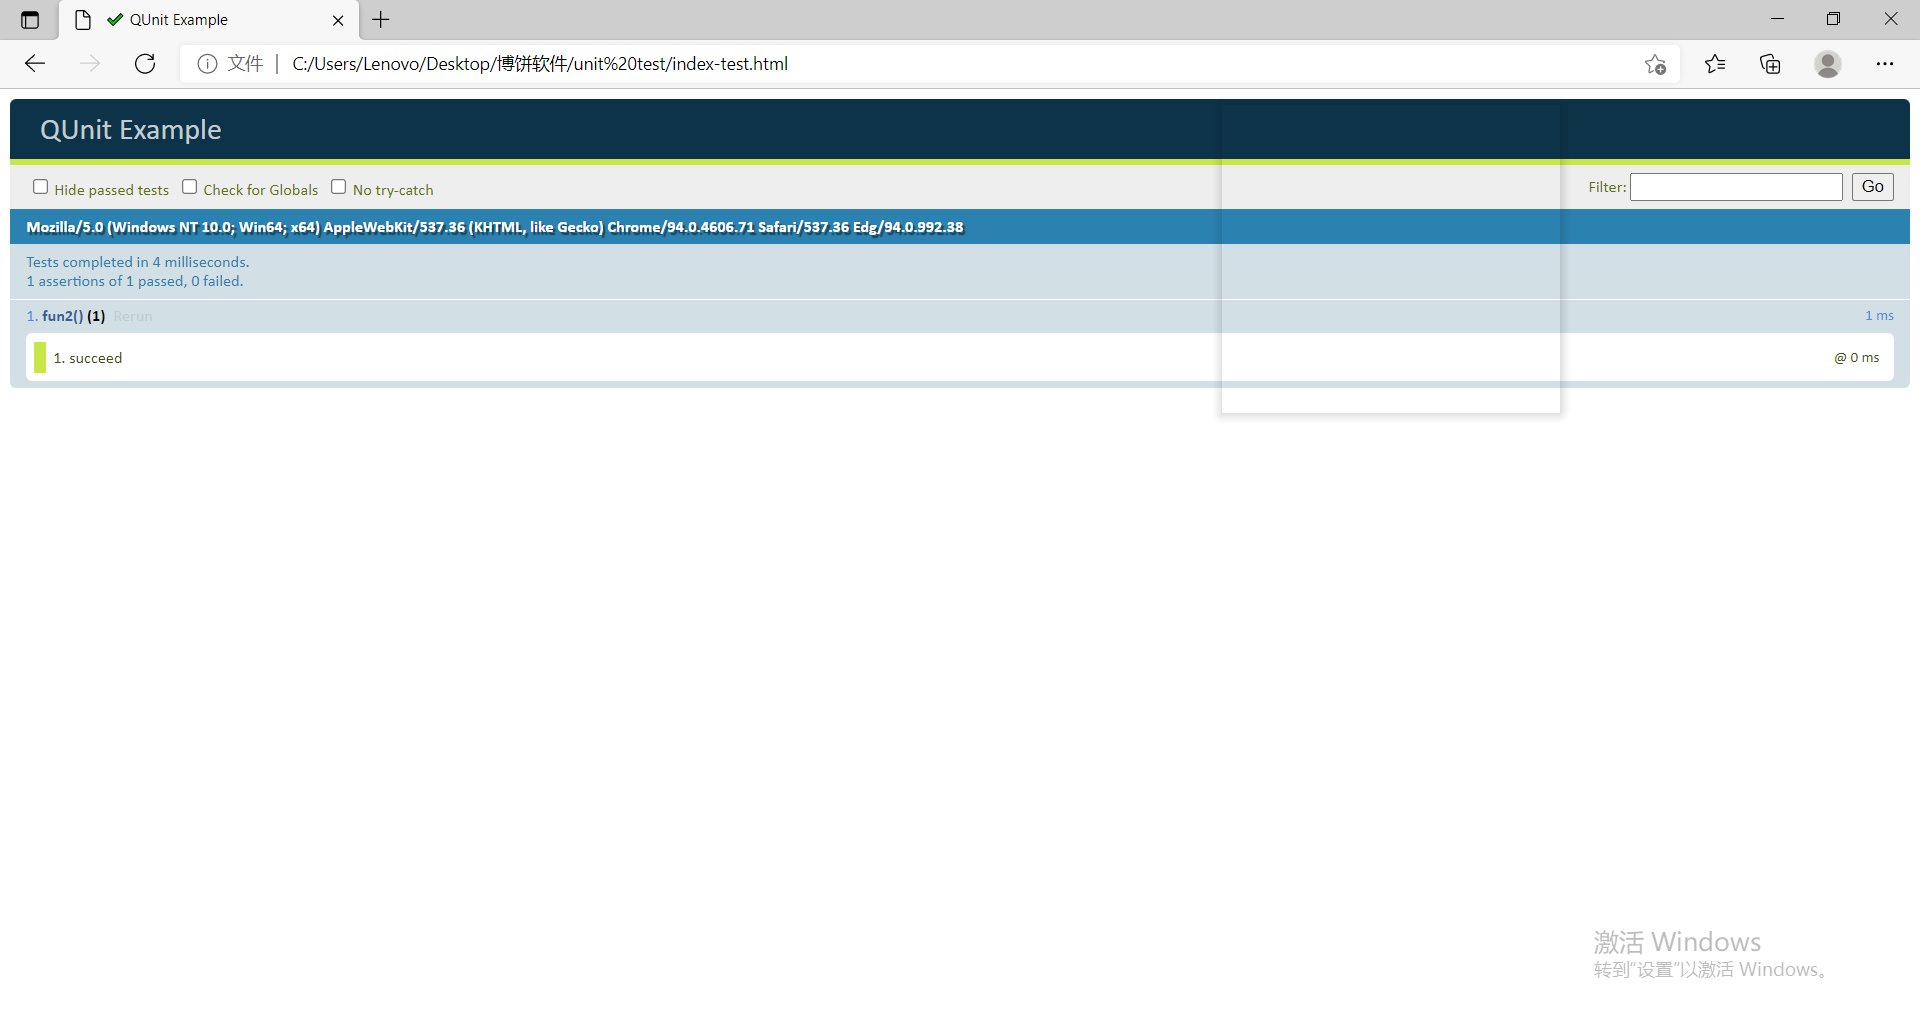 QUnit Example
文件 | C:/Users/Lenovo/Desktop/博饼软件/unit%20test/index-test.html
QUnit Example
Hide passed tests Check for Globals No try-catch Filter: Go
Mozilla/5.0 (Windows NT 10.0; Win64; x64) AppleWebKit/537.36 (KHTML, like Gecko) Chrome/94.0.4606.71 Safari/537.36 Edg/94.0.992.38
Tests completed in 4 milliseconds.
1 assertions of 1 passed, 0 failed.
1. fun2() (1) Rerun 1 ms
1. succeed @ 0 ms
激活 Windows
转到“设置”以激活 Windows。